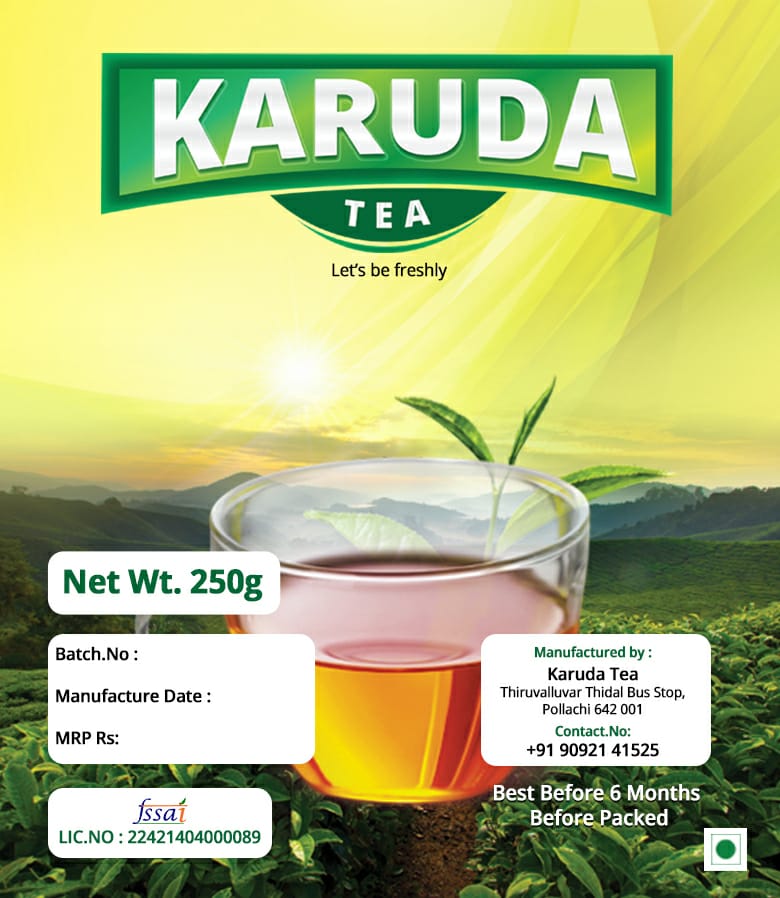 KARUDA
TEA
Let's be freshly
Net Wt. 250g
Batch.No :
Manufacture Date :
MRP Rs:
Manufactured by :
Karuda Tea
Thiruvalluvar Thidal Bus Stop,
Pollachi 642 001
Contact.No:
+91 90921 41525
fssai
LIC.NO : 22421404000089
Best Before 6 Months
Before Packed